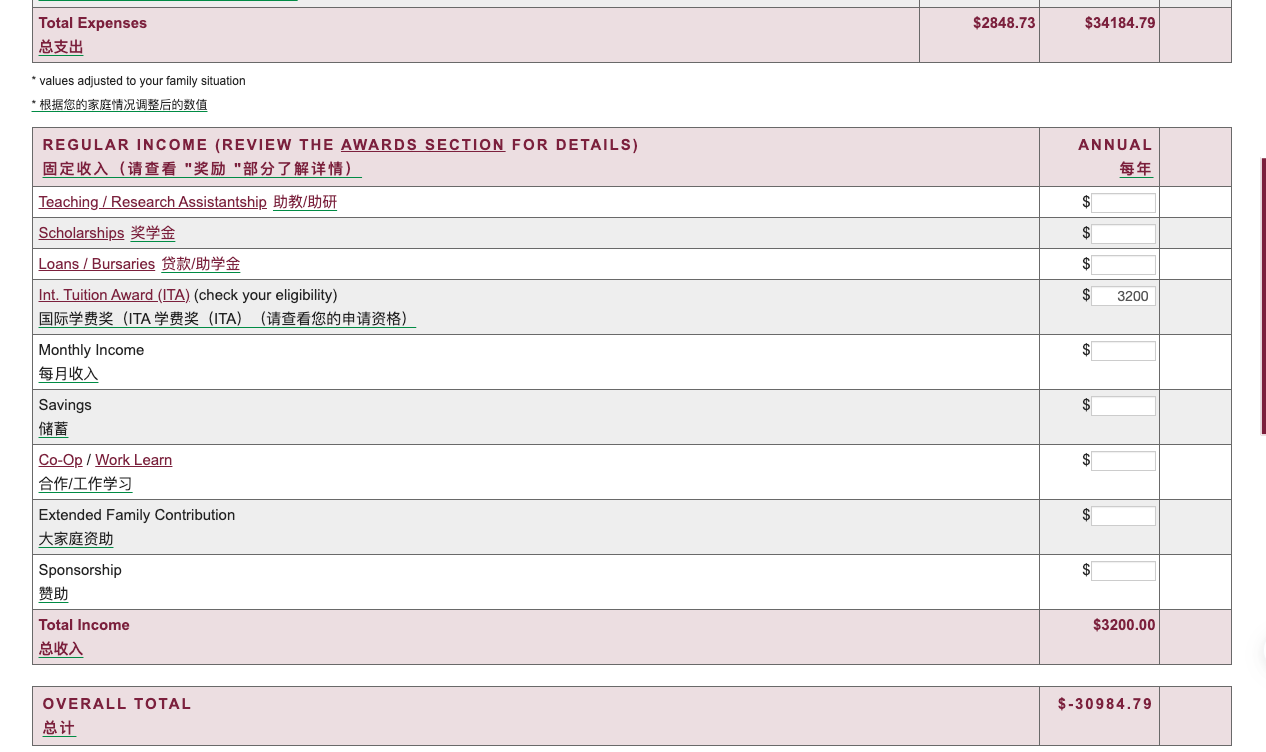 Total Expenses $2848.73 $34184.79
总支出
* values adjusted to your family situation
* 根据您的家庭情况调整后的数值
REGULAR INCOME (REVIEW THE AWARDS SECTION FOR DETAILS) ANNUAL
固定收入（请查看 "奖励 "部分了解详情） 每年
Teaching / Research Assistantship 助教/助研 $
Scholarships 奖学金 $
Loans / Bursaries 贷款/助学金 $
Int. Tuition Award (ITA) (check your eligibility) $ 3200
国际学费奖（ITA 学费奖（ITA）（请查看您的申请资格）
Monthly Income $
每月收入
Savings $
储蓄
Co-Op / Work Learn $
合作/工作学习
Extended Family Contribution $
大家庭资助
Sponsorship $
赞助
Total Income $3200.00
总收入
OVERALL TOTAL $-30984.79
总计